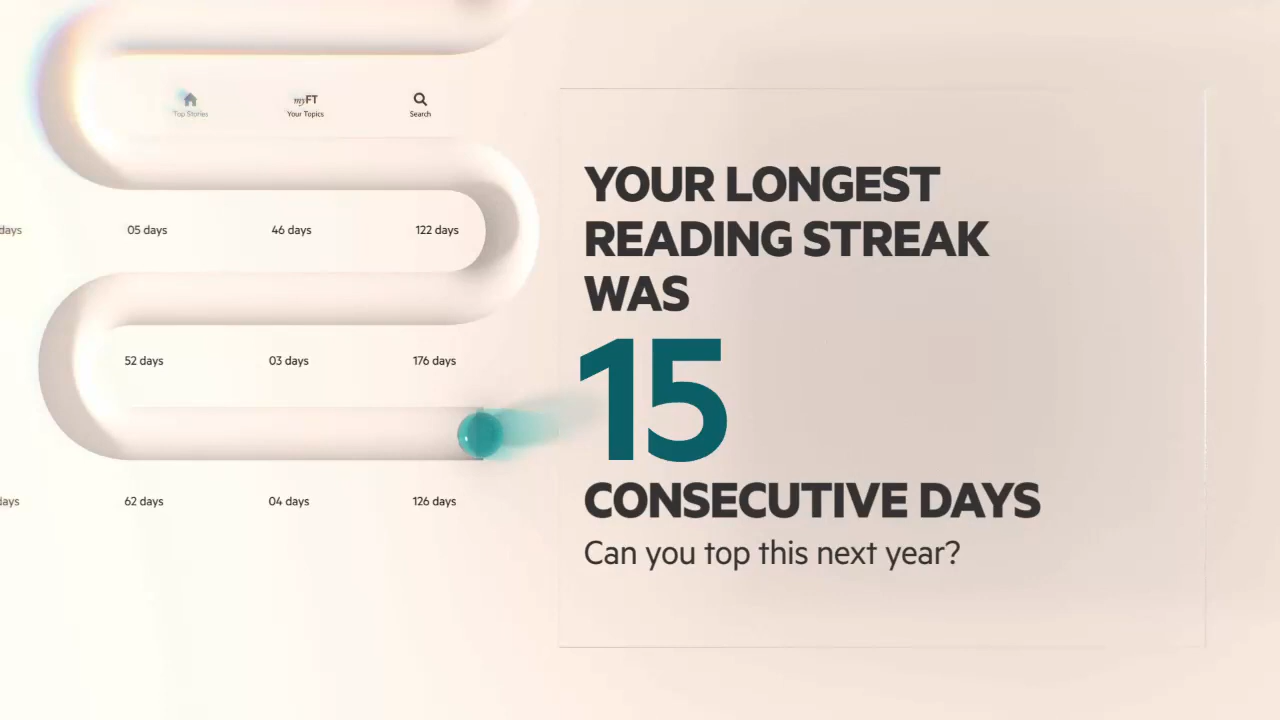 myFT
Top Stories Your Topics Search
days 05 days 46 days 122 days
52 days 03 days 176 days
days 62 days 04 days 126 days
YOUR LONGEST
READING STREAK
WAS
15
CONSECUTIVE DAYS
Can you top this next year?